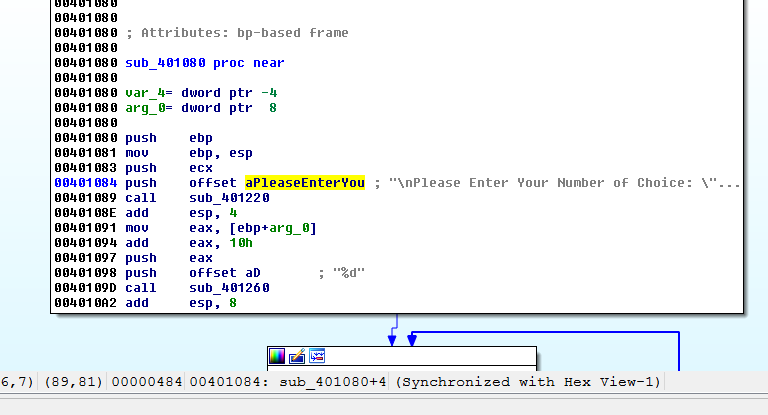 00401080
00401080
00401080
00401080 ; Attributes: bp-based frame
00401080
00401080 sub_401080 proc near
00401080
00401080 var_4= dword ptr -4
00401080 arg_0= dword ptr  8
00401080
00401080 push    ebp
00401081 mov     ebp, esp
00401083 push    ecx
00401084 push    offset aPleaseEnterYou ; "\nPlease Enter Your Number of Choice: \"...
00401089 call    sub_401220
0040108E add     esp, 4
00401091 mov     eax, [ebp+arg_0]
00401094 add     eax, 10h
00401097 push    eax
00401098 push    offset aD       ; "%d"
0040109D call    sub_401260
004010A2 add     esp, 8
6,7) (89,81) 00000484 00401084: sub_401080+4 (Synchronized with Hex View-1)